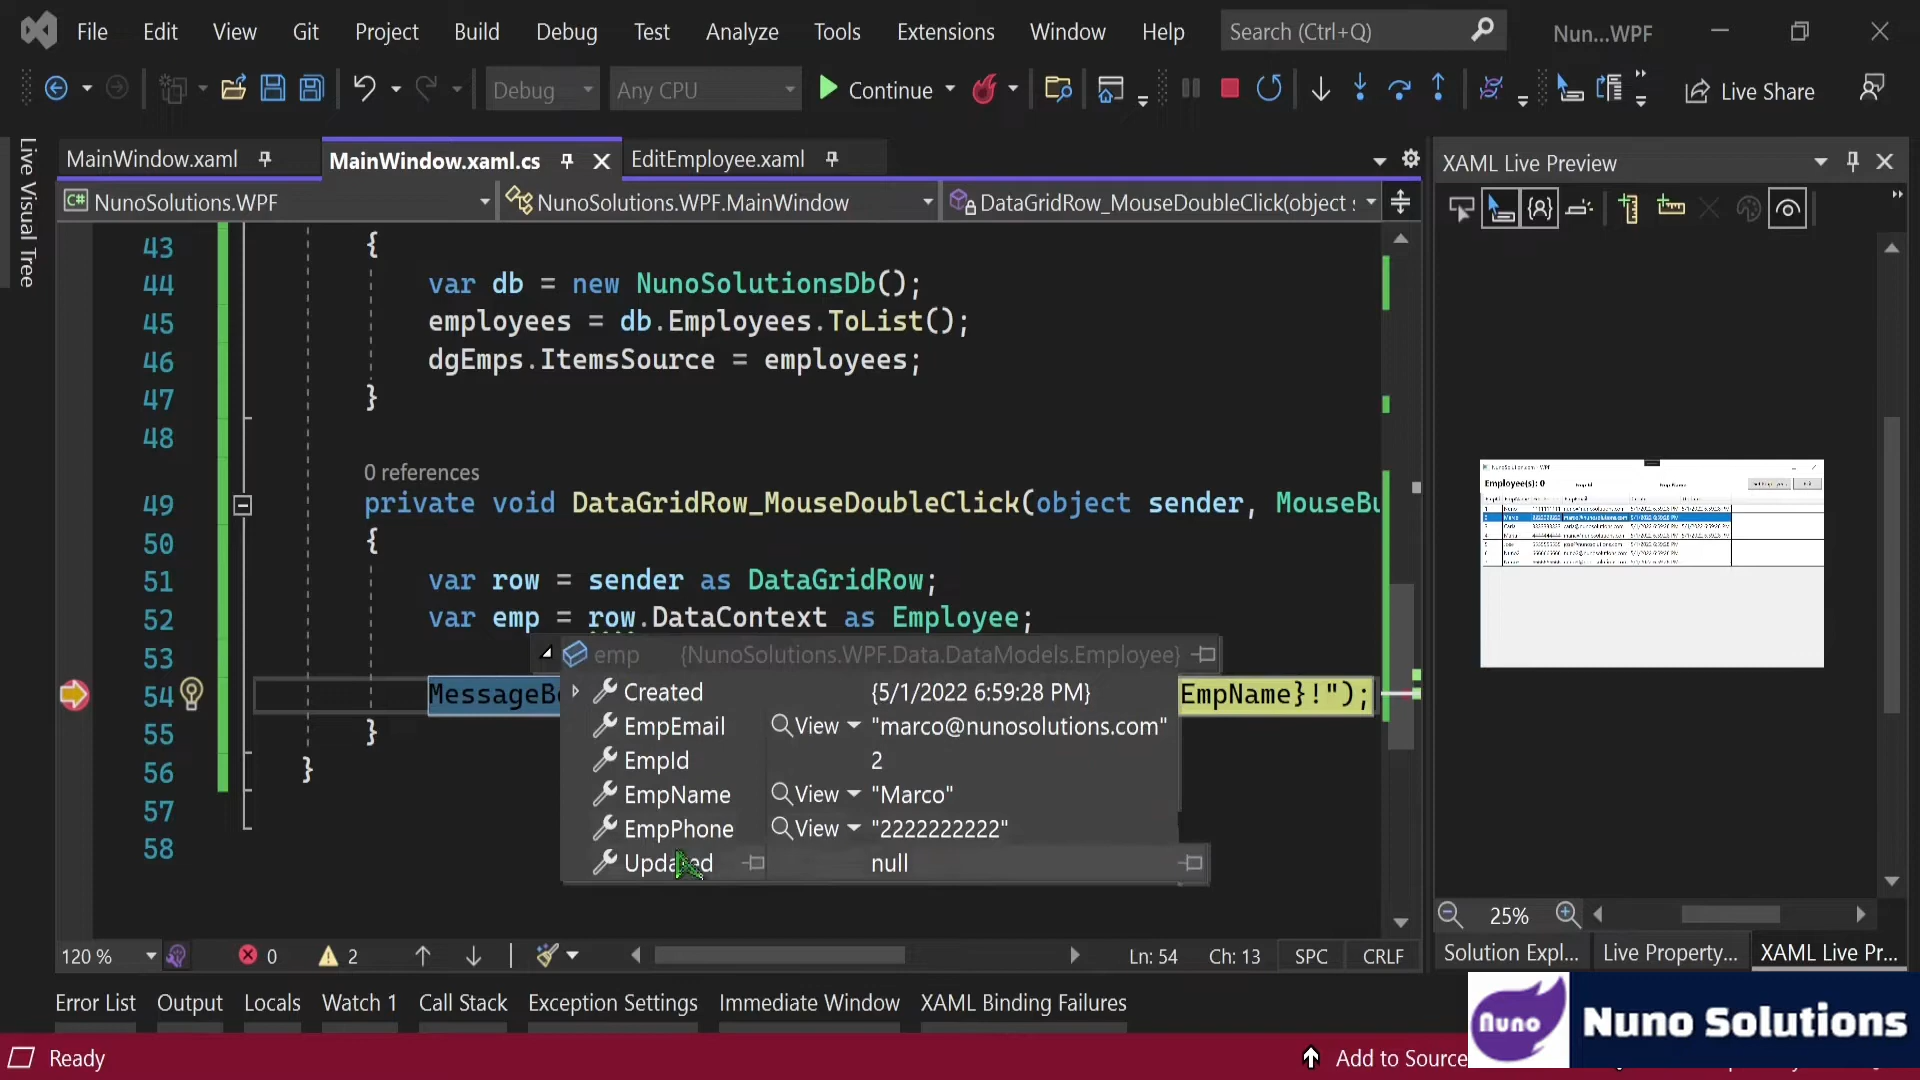 File Edit View Git Project Build Debug Test Analyze Tools Extensions Window Help Search (Ctrl+Q) Nun...WPF
Debug Any CPU Continue Live Share
Live Visual Tree
MainWindow.xaml MainWindow.xaml.cs EditEmployee.xaml
C# NunoSolutions.WPF NunoSolutions.WPF.MainWindow DataGridRow_MouseDoubleClick(object s
43 {
44 var db = new NunoSolutionsDb();
45 employees = db.Employees.ToList();
46 dgEmps.ItemsSource = employees;
47 }
48
0 references
49 private void DataGridRow_MouseDoubleClick(object sender, MouseBu
50 {
51 var row = sender as DataGridRow;
52 var emp = row.DataContext as Employee;
53
54 MessageBo EmpName}!");
55 }
56 }
57
58
emp {NunoSolutions.WPF.Data.DataModels.Employee}
Created {5/1/2022 6:59:28 PM}
EmpEmail View "marco@nunosolutions.com"
EmpId 2
EmpName View "Marco"
EmpPhone View "2222222222"
Updated null
120 % 0 2 Ln: 54 Ch: 13 SPC CRLF
Error List Output Locals Watch 1 Call Stack Exception Settings Immediate Window XAML Binding Failures
Ready Add to Source
XAML Live Preview
Employee(s): 0
25%
Solution Expl... Live Property... XAML Live Pr...
Nuno Nuno Solutions